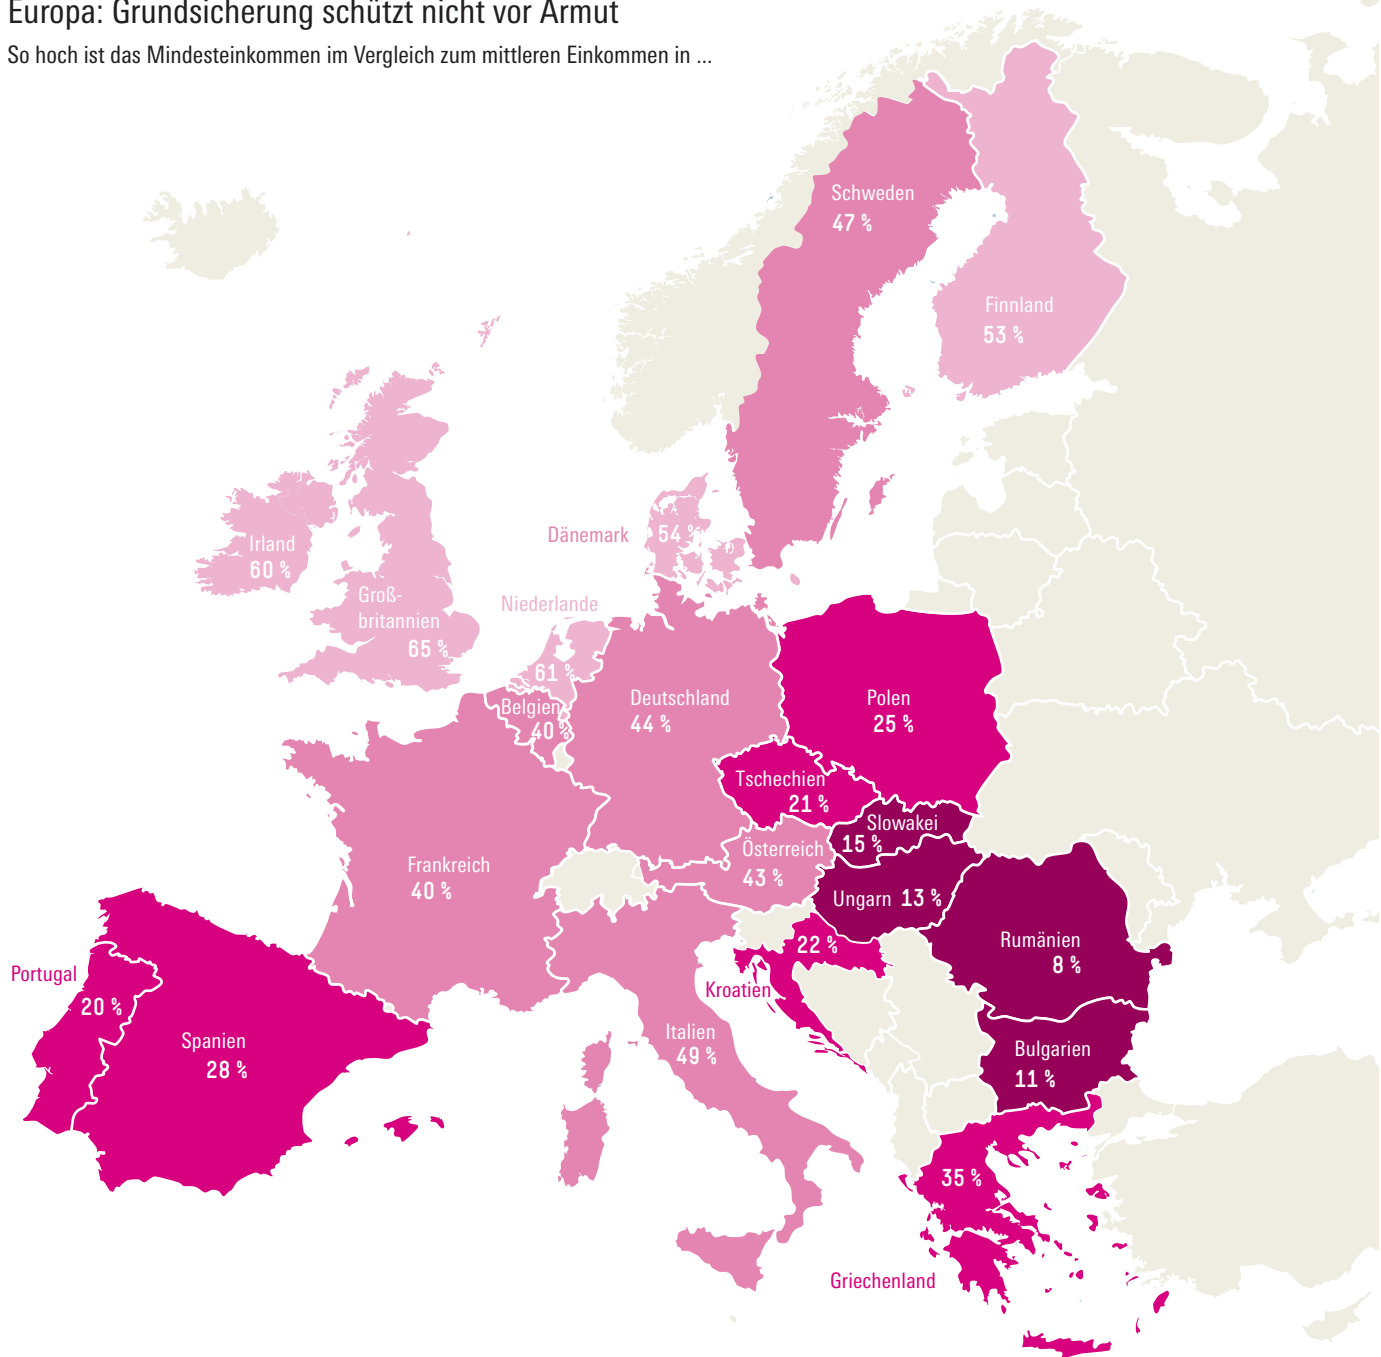 Europa: Grundsicherung schützt nicht vor Armut
So hoch ist das Mindesteinkommen im Vergleich zum mittleren Einkommen in ...
Schweden
47 %
Finnland
53 %
Irland
60 %
Groß-
britannien
65 %
Dänemark
54 %
Niederlande
61 %
Belgien
40 %
Deutschland
44 %
Polen
25 %
Tschechien
21 %
Slowakei
15 %
Österreich
43 %
Ungarn 13 %
Frankreich
40 %
Rumänien
8 %
22 %
Kroatien
Portugal
20 %
Spanien
28 %
Italien
49 %
Bulgarien
11 %
35 %
Griechenland